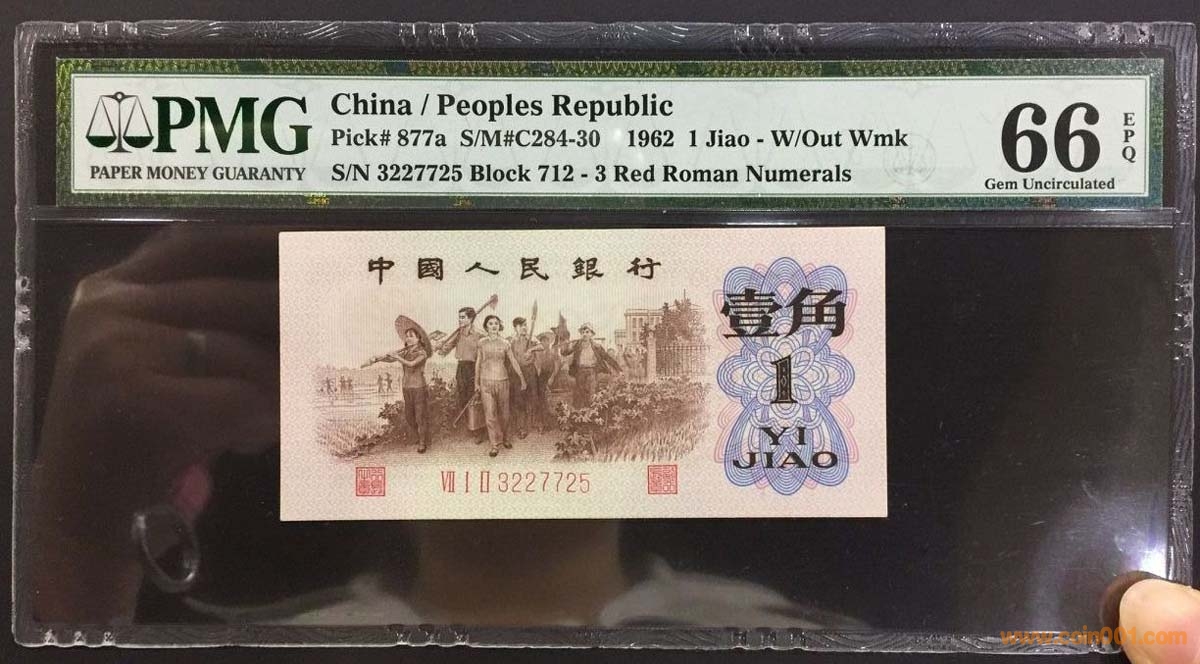 PMG
PAPER MONEY GUARANTY
China / Peoples Republic
Pick# 877a S/M#C284-30 1962 1 Jiao - W/Out Wmk
S/N 3227725 Block 712 - 3 Red Roman Numerals
66
EPQ
Gem Uncirculated
中國人民銀行
壹角
1
YI
JIAO
Ⅶ Ⅰ Ⅱ 3227725
www.coin001.com